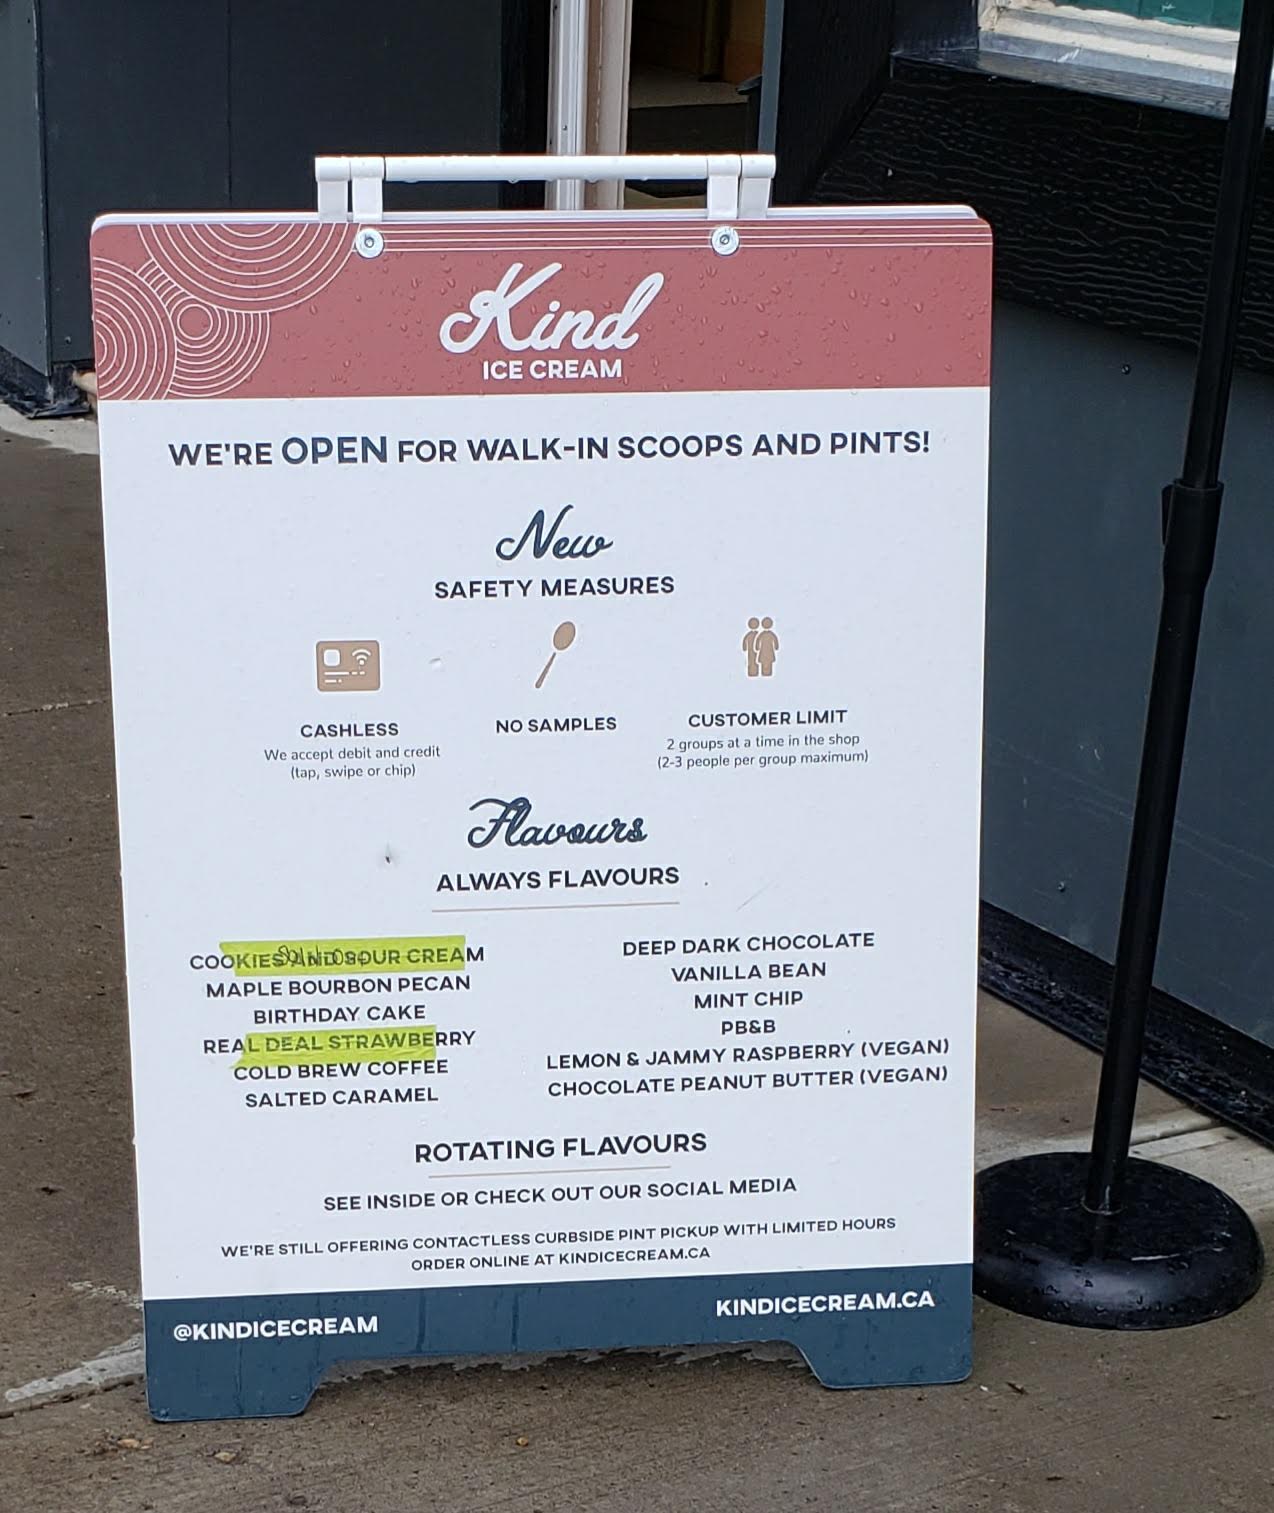 Kind
ICE CREAM
WE'RE OPEN FOR WALK-IN SCOOPS AND PINTS!
New
SAFETY MEASURES
CASHLESS
We accept debit and credit
(tap, swipe or chip)
NO SAMPLES
CUSTOMER LIMIT
2 groups at a time in the shop
(2-3 people per group maximum)
Flavours
ALWAYS FLAVOURS
COOKIES AND SOUR CREAM
Sold Out
MAPLE BOURBON PECAN
BIRTHDAY CAKE
REAL DEAL STRAWBERRY
COLD BREW COFFEE
SALTED CARAMEL
DEEP DARK CHOCOLATE
VANILLA BEAN
MINT CHIP
PB&B
LEMON & JAMMY RASPBERRY (VEGAN)
CHOCOLATE PEANUT BUTTER (VEGAN)
ROTATING FLAVOURS
SEE INSIDE OR CHECK OUT OUR SOCIAL MEDIA
WE'RE STILL OFFERING CONTACTLESS CURBSIDE PINT PICKUP WITH LIMITED HOURS
ORDER ONLINE AT KINDICECREAM.CA
@KINDICECREAM
KINDICECREAM.CA